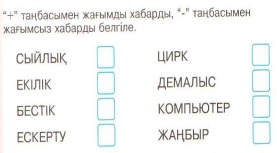 "+" таңбасымен жағымды хабарды, "-" таңбасымен
жағымсыз хабарды белгіле.
СЫЙЛЫҚ
ЦИРК
ЕКІЛІК
ДЕМАЛЫС
БЕСТІК
КОМПЬЮТЕР
ЕСКЕРТУ
ЖАҢБЫР